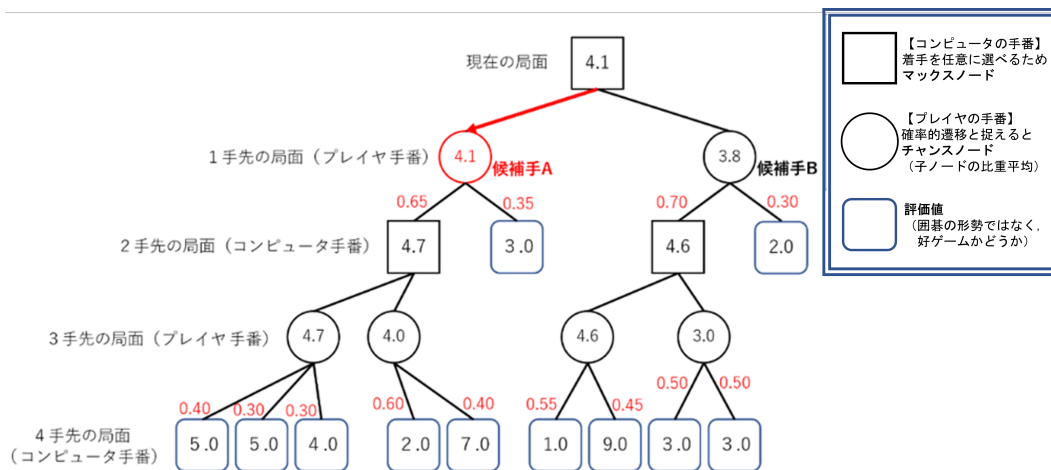 現在の局面
4.1
1手先の局面（プレイヤ手番）
4.1
候補手A
3.8
候補手B
0.65
0.35
0.70
0.30
2手先の局面（コンピュータ手番）
4.7
3.0
4.6
2.0
3手先の局面（プレイヤ手番）
4.7
4.0
4.6
3.0
0.40
0.30
0.30
0.60
0.40
0.55
0.45
0.50
0.50
4手先の局面
（コンピュータ手番）
5.0
5.0
4.0
2.0
7.0
1.0
9.0
3.0
3.0
【コンピュータの手番】
着手を任意に選べるため
マックスノード
【プレイヤの手番】
確率的遷移と捉えると
チャンスノード
（子ノードの比重平均）
評価値
（囲碁の形勢ではなく，
好ゲームかどうか）